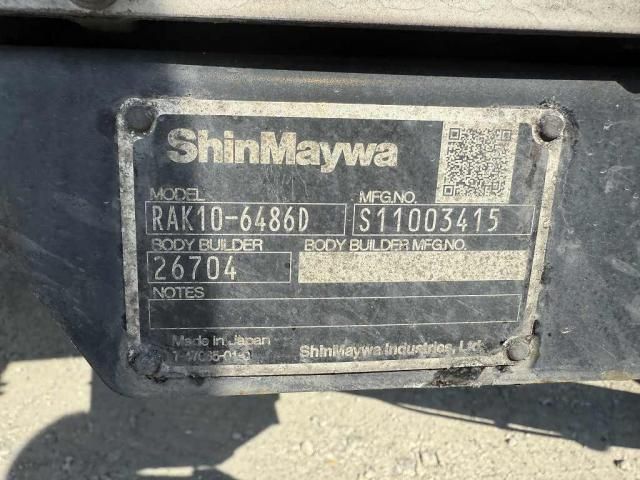 ShinMaywa
MODEL MFG.NO.
RAK10-6486D S11003415
BODY BUILDER BODY BUILDER MFG.NO.
26704
NOTES
Made in Japan
ShinMaywa Industries, Ltd.